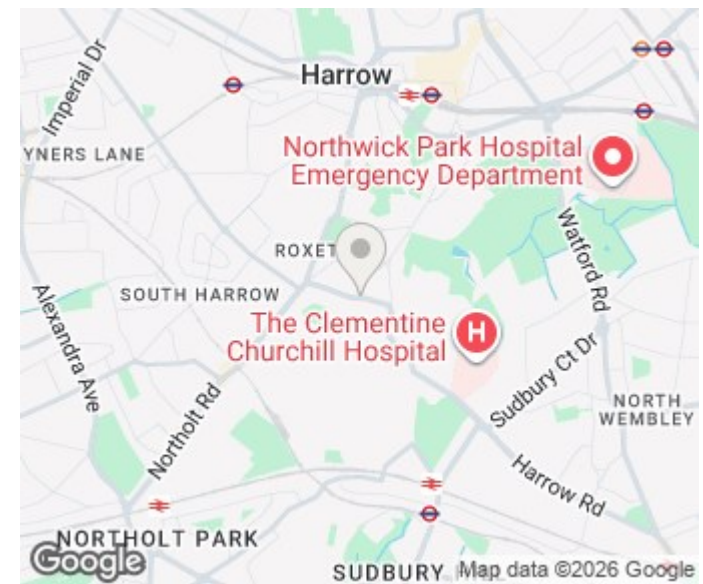 Harrow
Imperial Dr
YNERS LANE
Northwick Park Hospital
Emergency Department
ROXET
Watford Rd
SOUTH HARROW
Alexandra Ave
The Clementine
Churchill Hospital
H
Sudbury Ct Dr
NORTH
WEMBLEY
Northolt Rd
Harrow Rd
NORTHOLT PARK
Google
SUDBURY
Map data ©2026 Google